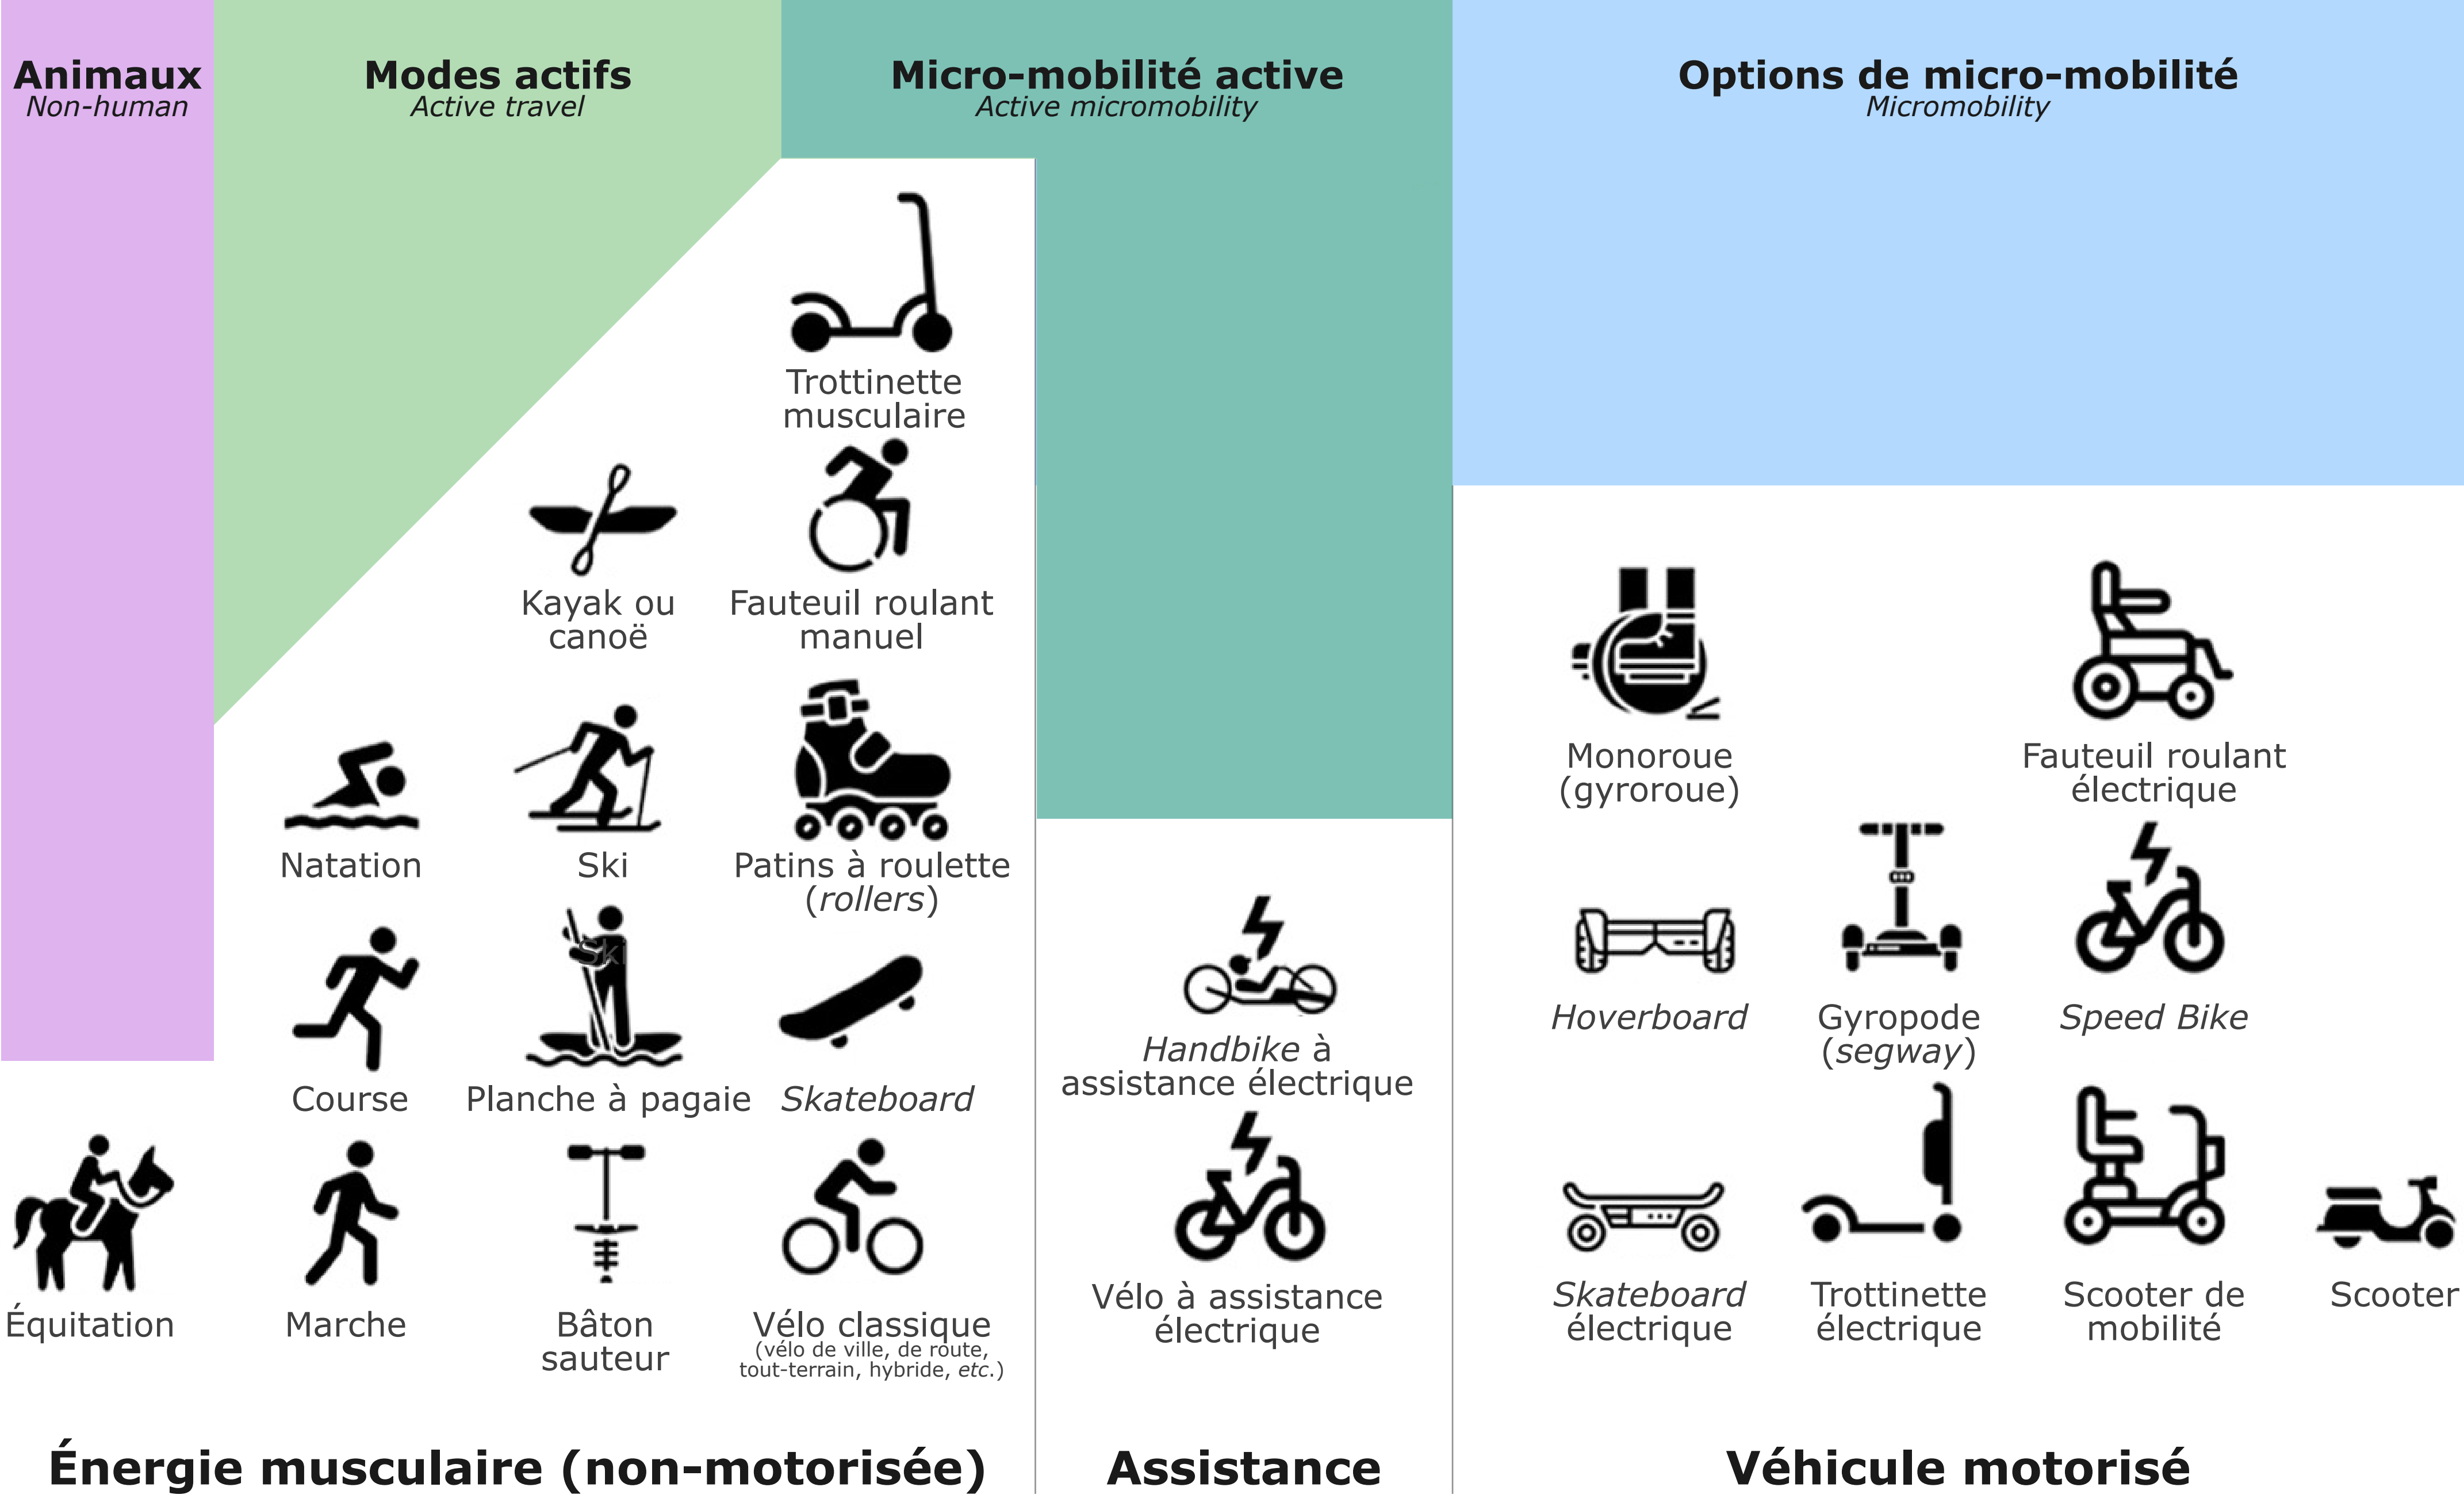 Animaux
Non-human
Modes actifs
Active travel
Micro-mobilité active
Active micromobility
Options de micro-mobilité
Micromobility
Trottinette
musculaire
Kayak ou
canoë
Fauteuil roulant
manuel
Natation
Ski
Patins à roulette
(rollers)
Ski
Course
Planche à pagaie
Skateboard
Équitation
Marche
Bâton
sauteur
Vélo classique
(vélo de ville, de route,
tout-terrain, hybride, etc.)
Handbike à
assistance électrique
Vélo à assistance
électrique
Monoroue
(gyroroue)
Fauteuil roulant
électrique
Hoverboard
Gyropode
(segway)
Speed Bike
Skateboard
électrique
Trottinette
électrique
Scooter de
mobilité
Scooter
Énergie musculaire (non-motorisée)
Assistance
Véhicule motorisé